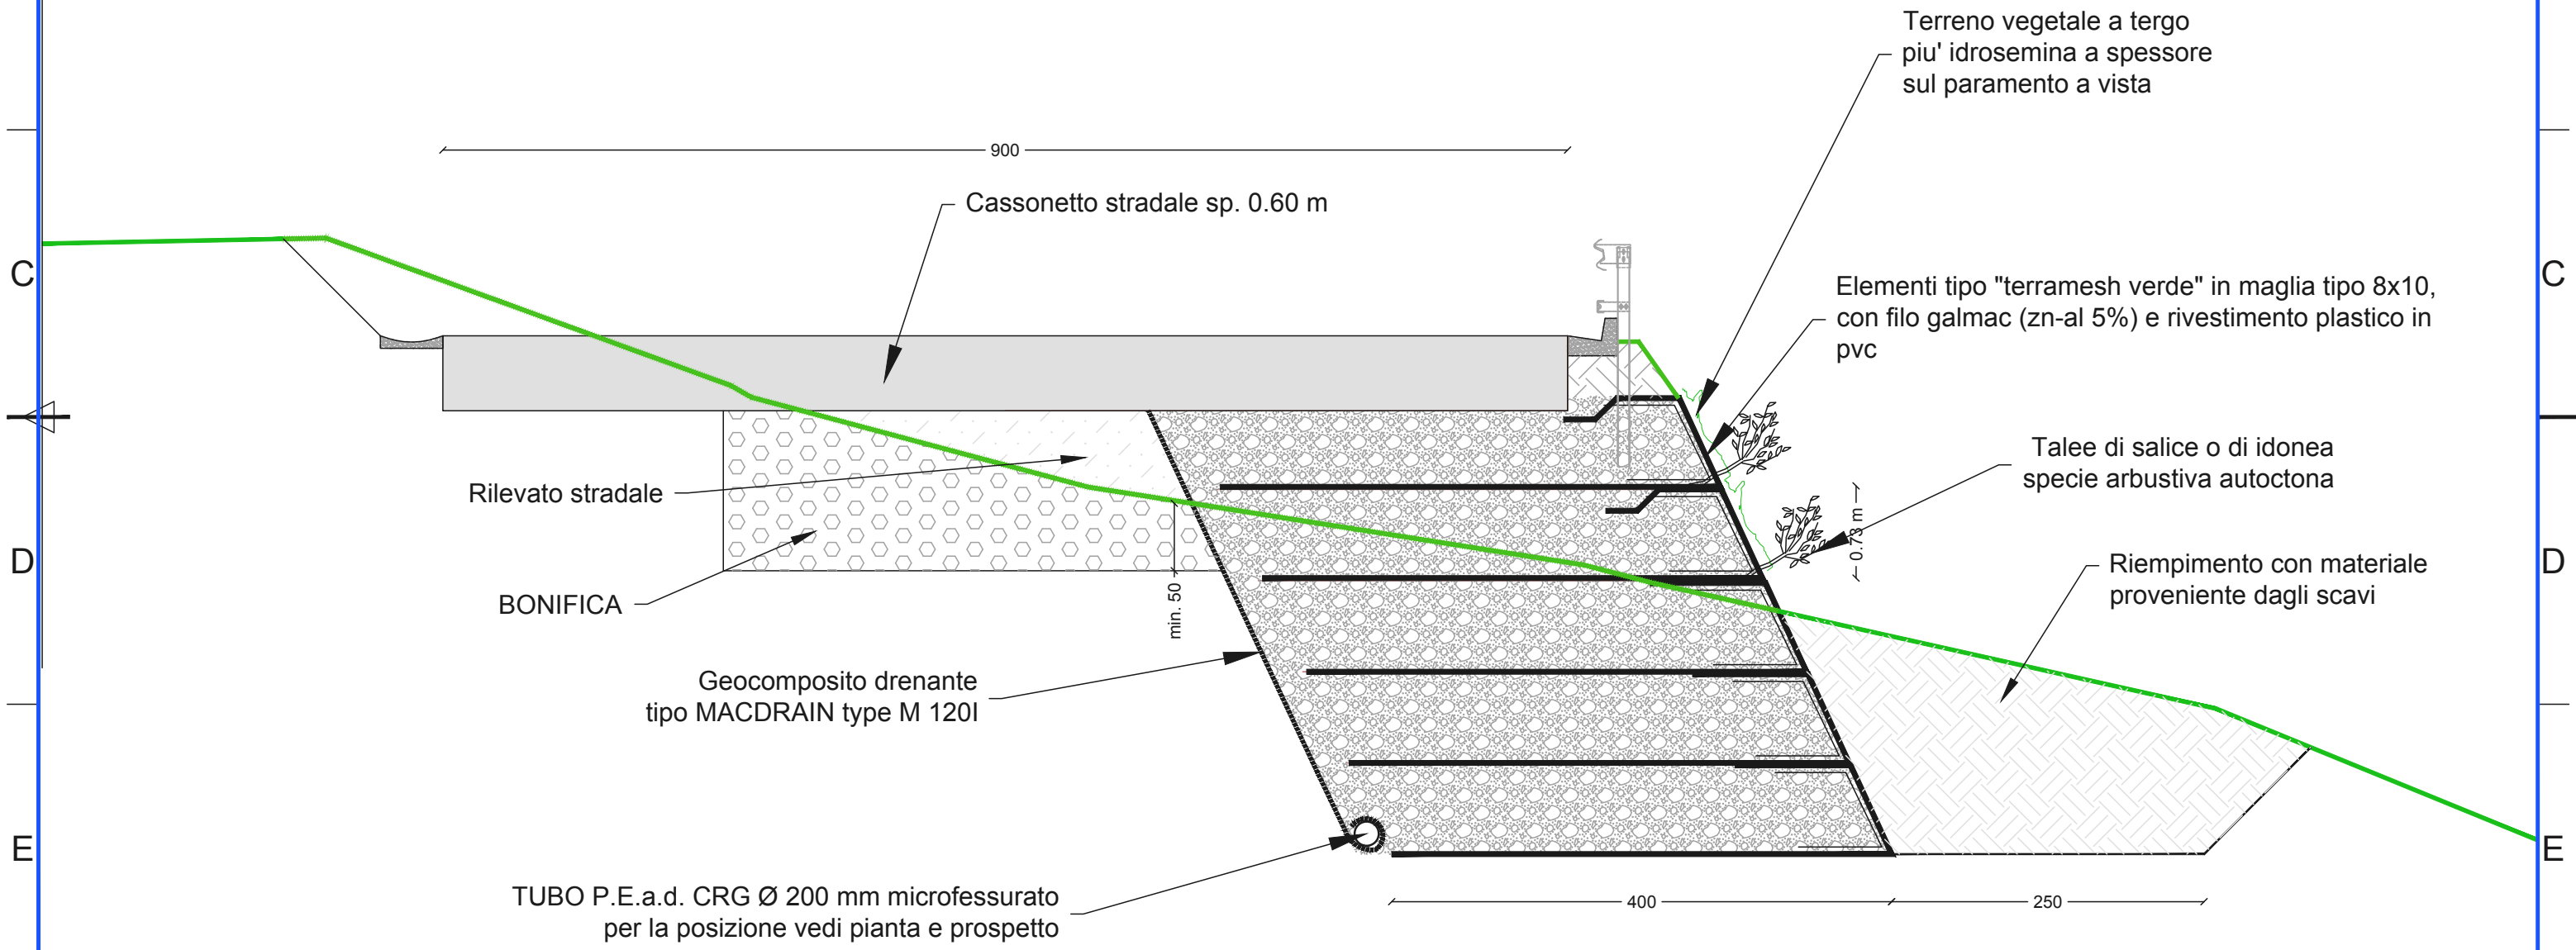 Terreno vegetale a tergo
piu' idrosemina a spessore
sul paramento a vista
900
Cassonetto stradale sp. 0.60 m
C
C
Elementi tipo "terramesh verde" in maglia tipo 8x10,
con filo galmac (zn-al 5%) e rivestimento plastico in
pvc
Talee di salice o di idonea
specie arbustiva autoctona
Rilevato stradale
0.73 m
D
D
Riempimento con materiale
proveniente dagli scavi
BONIFICA
min. 50
Geocomposito drenante
tipo MACDRAIN type M 120I
E
E
TUBO P.E.a.d. CRG Ø 200 mm microfessurato
per la posizione vedi pianta e prospetto
400
250